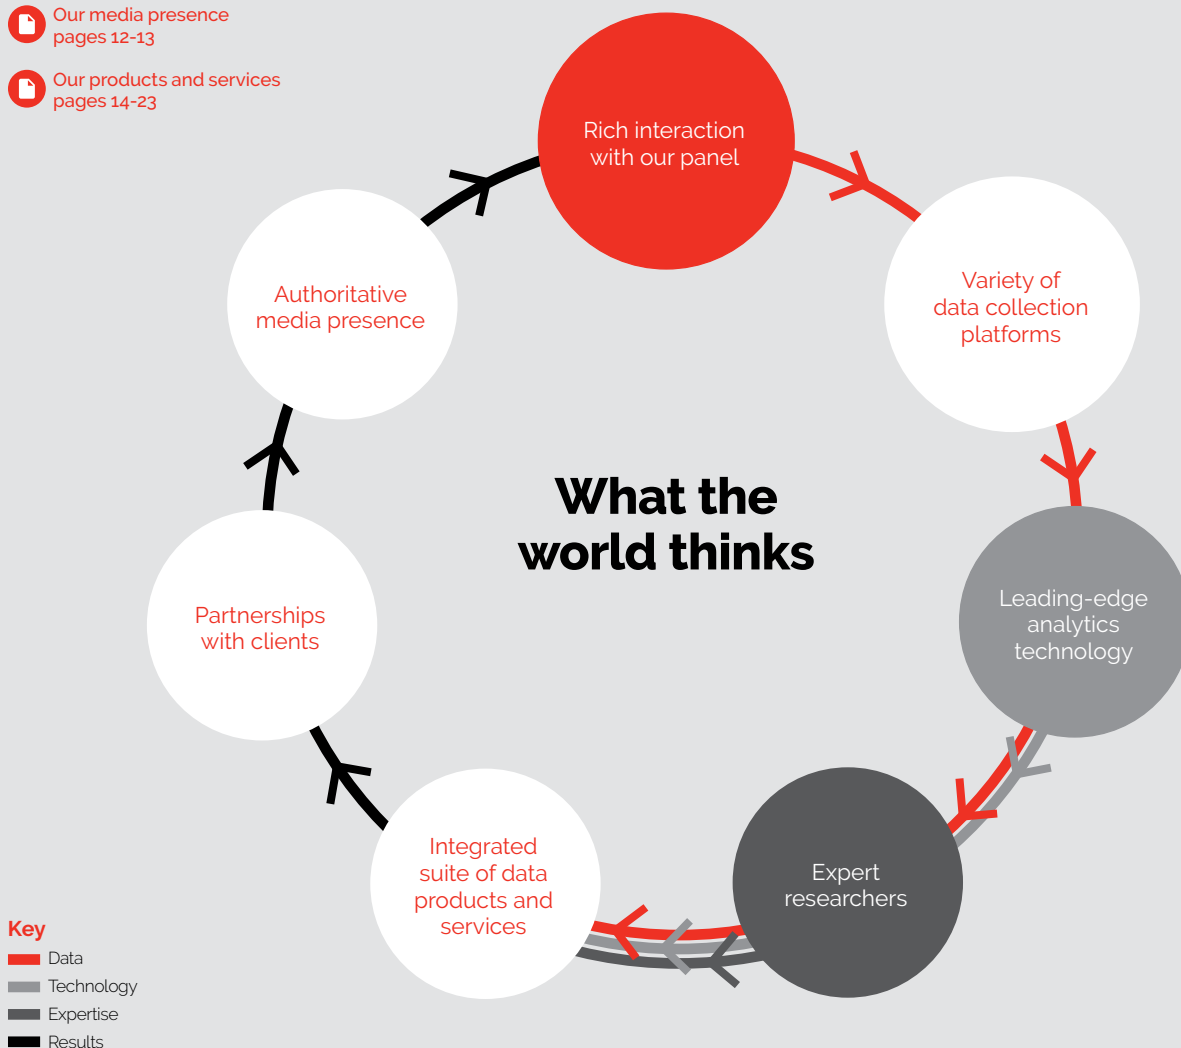 Our media presence
pages 12-13
Our products and services
pages 14-23
Rich interaction
with our panel
Variety of
data collection
platforms
Authoritative
media presence
What the
world thinks
Leading-edge
analytics
technology
Partnerships
with clients
Expert
researchers
Integrated
suite of data
products and
services
Key
Data
Technology
Expertise
Results